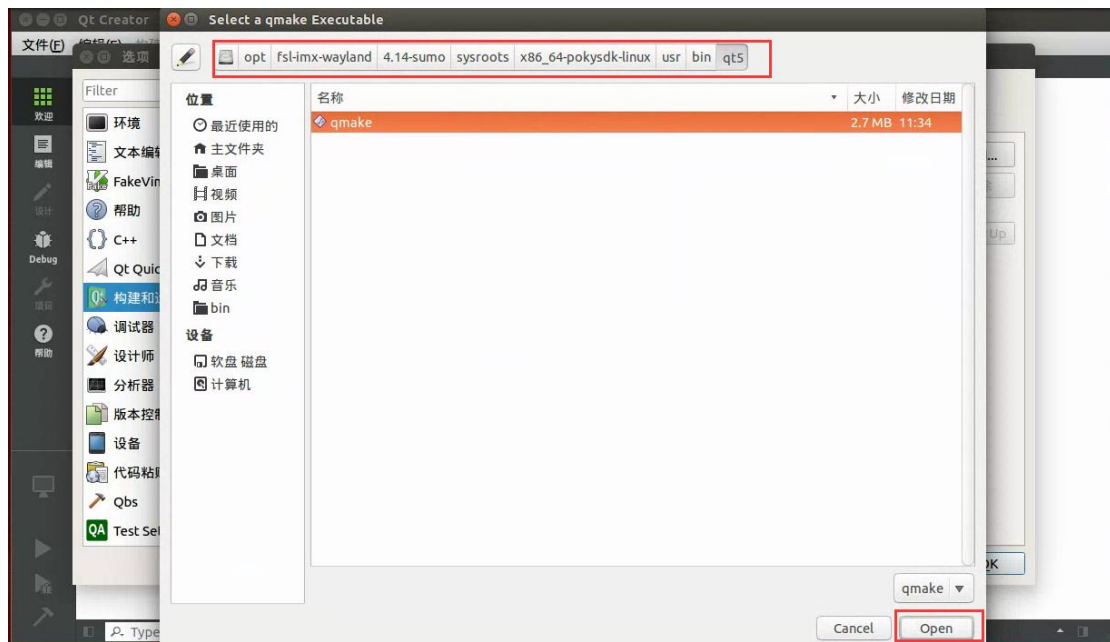 Qt Creator
Select a qmake Executable
文件(F)
编辑(E)
选项
opt fsl-imx-wayland 4.14-sumo sysroots x86_64-pokysdk-linux usr bin qt5
Filter
欢迎
编辑
设计
Debug
项目
帮助
环境
文本编
FakeVin
帮助
C++
Qt Quic
构建和
调试器
设计师
分析器
版本控制
设备
代码粘
Qbs
Test Se
位置
最近使用的
主文件夹
桌面
视频
图片
文档
下载
音乐
bin
设备
软盘 磁盘
计算机
名称 大小 修改日期
qmake 2.7 MB 11:34
...
Up
OK
qmake
Cancel Open
Type